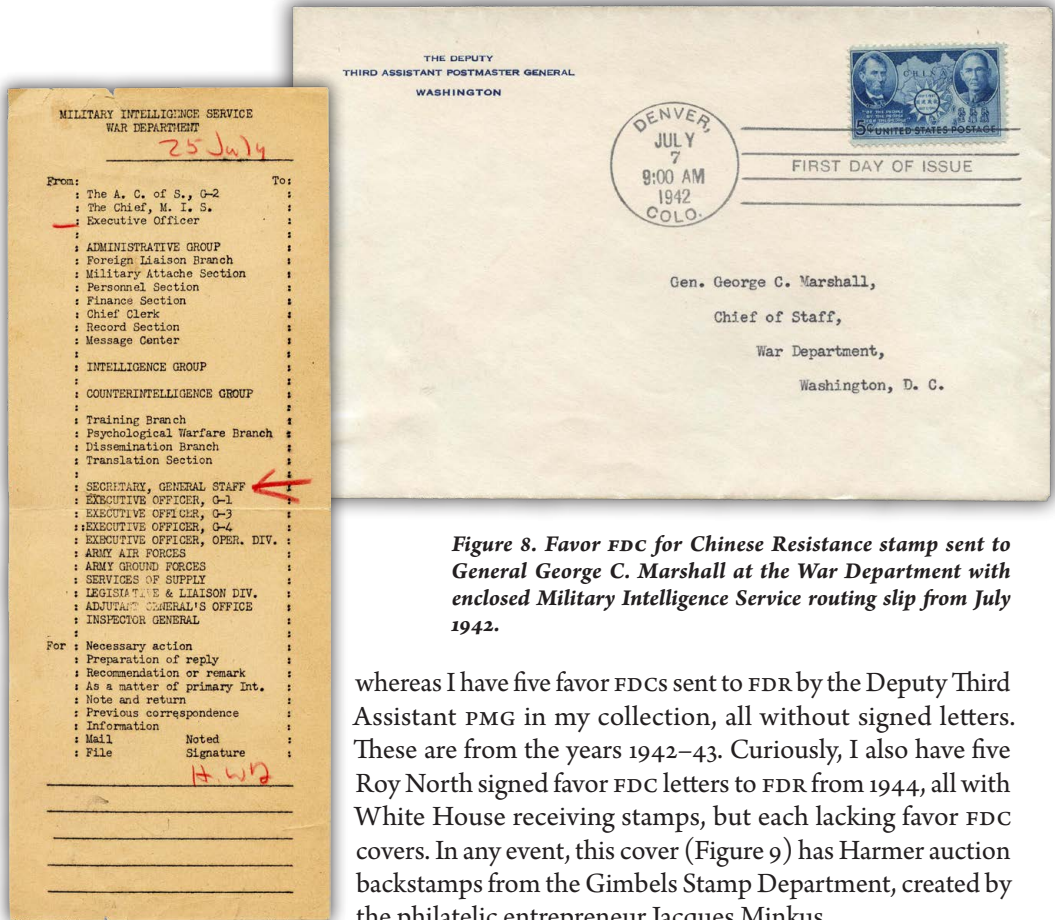 THE DEPUTY
THIRD ASSISTANT POSTMASTER GENERAL
WASHINGTON
CHINA
5c UNITED STATES POSTAGE
DENVER,
JULY
7
9:00 AM
1942
COLO.
FIRST DAY OF ISSUE
Gen. George C. Marshall,
Chief of Staff,
War Department,
Washington, D. C.
MILITARY INTELLIGENCE SERVICE
WAR DEPARTMENT
25 July
From: To:
: The A. C. of S., G-2 :
: The Chief, M. I. S. :
: Executive Officer :
: ADMINISTRATIVE GROUP :
: Foreign Liaison Branch :
: Military Attache Section :
: Personnel Section :
: Finance Section :
: Chief Clerk :
: Record Section :
: Message Center :
: INTELLIGENCE GROUP :
: COUNTERINTELLIGENCE GROUP :
: Training Branch :
: Psychological Warfare Branch :
: Dissemination Branch :
: Translation Section :
: SECRETARY, GENERAL STAFF
: EXECUTIVE OFFICER, G-1 :
: EXECUTIVE OFFICER, G-3 :
::EXECUTIVE OFFICER, G-4 :
: EXECUTIVE OFFICER, OPER. DIV. :
: ARMY AIR FORCES :
: ARMY GROUND FORCES :
: SERVICES OF SUPPLY :
: LEGISLATIVE & LIAISON DIV. :
: ADJUTANT GENERAL'S OFFICE :
: INSPECTOR GENERAL :
For : Necessary action :
: Preparation of reply :
: Recommendation or remark :
: As a matter of primary Int. :
: Note and return :
: Previous correspondence :
: Information :
: Mail Noted :
: File Signature :
Figure 8. Favor FDC for Chinese Resistance stamp sent to
General George C. Marshall at the War Department with
enclosed Military Intelligence Service routing slip from July
1942.
whereas I have five favor FDCs sent to FDR by the Deputy Third
Assistant PMG in my collection, all without signed letters.
These are from the years 1942–43. Curiously, I also have five
Roy North signed favor FDC letters to FDR from 1944, all with
White House receiving stamps, but each lacking favor FDC
covers. In any event, this cover (Figure 9) has Harmer auction
backstamps from the Gimbels Stamp Department, created by
the philatelic entrepreneur Jacques Minkus.